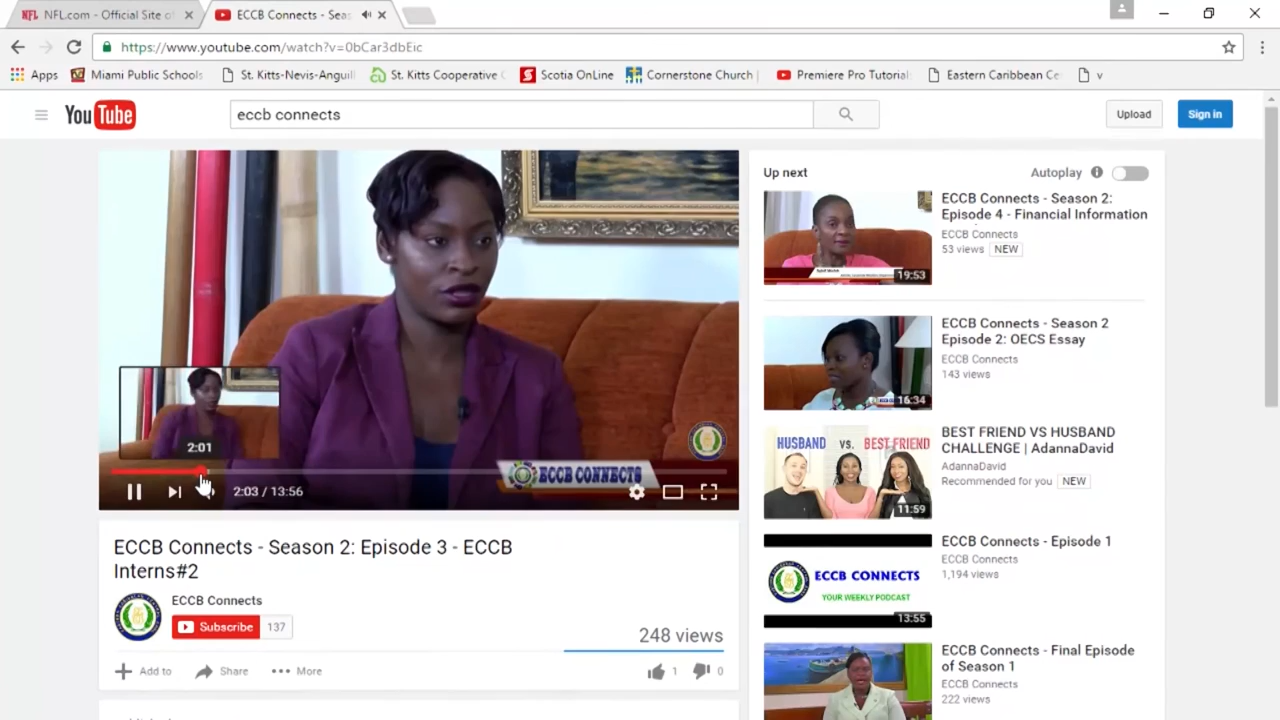 NFL NFL.com - Official Site of
ECCB Connects - Seas
https://www.youtube.com/watch?v=0bCar3dbEic
Apps
Miami Public Schools
St. Kitts-Nevis-Anguill
St. Kitts Cooperative C
Scotia OnLine
Cornerstone Church |
Premiere Pro Tutorial
Eastern Caribbean Ce
v
YouTube
eccb connects
Upload
Sign in
2:01
ECCB CONNECTS
2:03 / 13:56
ECCB Connects - Season 2: Episode 3 - ECCB
Interns#2
ECCB Connects
Subscribe 137
248 views
Add to
Share
More
1
0
Up next
Autoplay
19:53
ECCB Connects - Season 2:
Episode 4 - Financial Information
ECCB Connects
53 views NEW
16:34
ECCB Connects - Season 2
Episode 2: OECS Essay
ECCB Connects
143 views
HUSBAND VS. BEST FRIEND
11:59
BEST FRIEND VS HUSBAND
CHALLENGE | AdannaDavid
AdannaDavid
Recommended for you NEW
ECCB CONNECTS
YOUR WEEKLY PODCAST
13:55
ECCB Connects - Episode 1
ECCB Connects
1,194 views
ECCB Connects - Final Episode
of Season 1
ECCB Connects
222 views